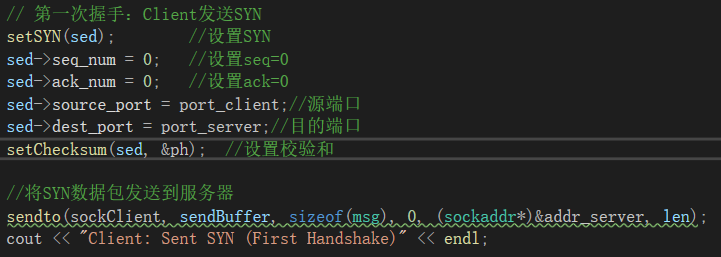 // 第一次握手：Client发送SYN
setSYN(sed); //设置SYN
sed->seq_num = 0; //设置seq=0
sed->ack_num = 0; //设置ack=0
sed->source_port = port_client;//源端口
sed->dest_port = port_server;//目的端口
setChecksum(sed, &ph); //设置校验和
//将SYN数据包发送到服务器
sendto(sockClient, sendBuffer, sizeof(msg), 0, (sockaddr*)&addr_server, len);
cout << "Client: Sent SYN (First Handshake)" << endl;